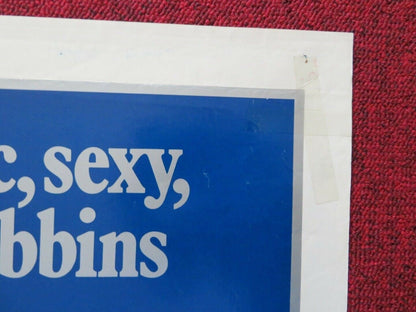 c, sexy,
bbins